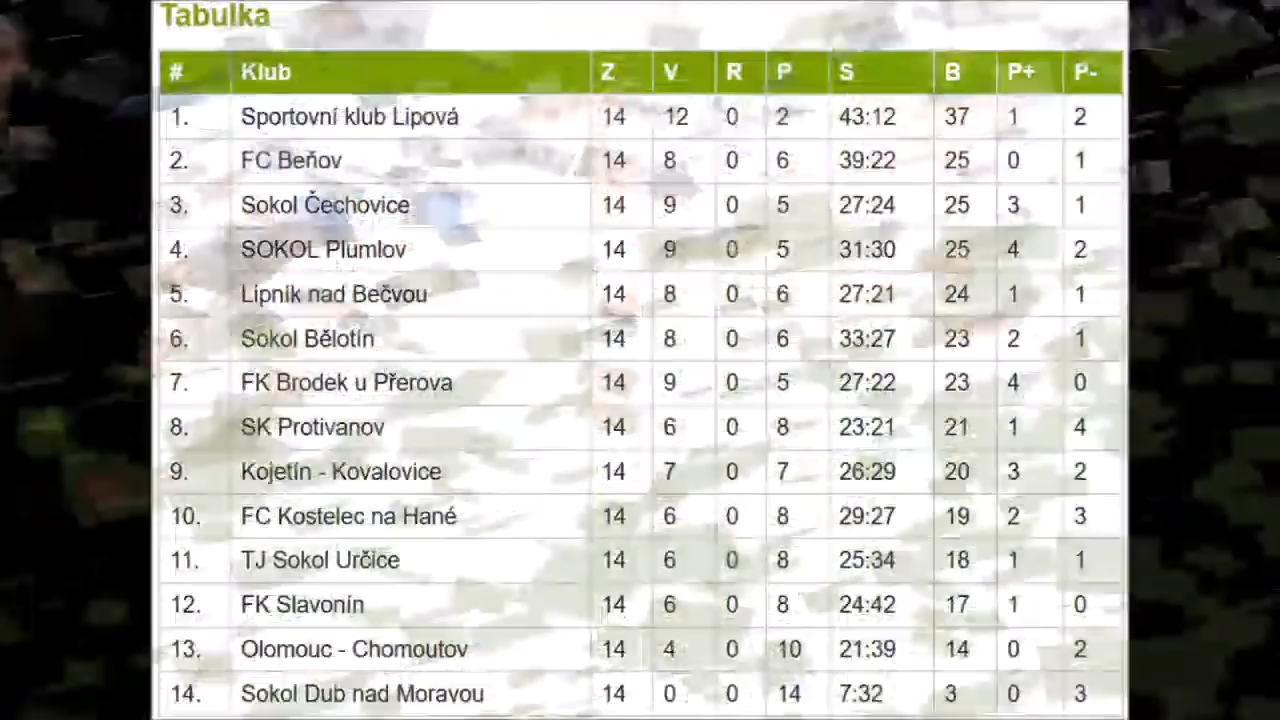 Tabulka
# Klub Z V R P S B P+ P-
1. Sportovní klub Lipová 14 12 0 2 43:12 37 1 2
2. FC Beňov 14 8 0 6 39:22 25 0 1
3. Sokol Čechovice 14 9 0 5 27:24 25 3 1
4. SOKOL Plumlov 14 9 0 5 31:30 25 4 2
5. Lipník nad Bečvou 14 8 0 6 27:21 24 1 1
6. Sokol Bělotín 14 8 0 6 33:27 23 2 1
7. FK Brodek u Přerova 14 9 0 5 27:22 23 4 0
8. SK Protivanov 14 6 0 8 23:21 21 1 4
9. Kojetín - Kovalovice 14 7 0 7 26:29 20 3 2
10. FC Kostelec na Hané 14 6 0 8 29:27 19 2 3
11. TJ Sokol Určice 14 6 0 8 25:34 18 1 1
12. FK Slavonín 14 6 0 8 24:42 17 1 0
13. Olomouc - Chomoutov 14 4 0 10 21:39 14 0 2
14. Sokol Dub nad Moravou 14 0 0 14 7:32 3 0 3